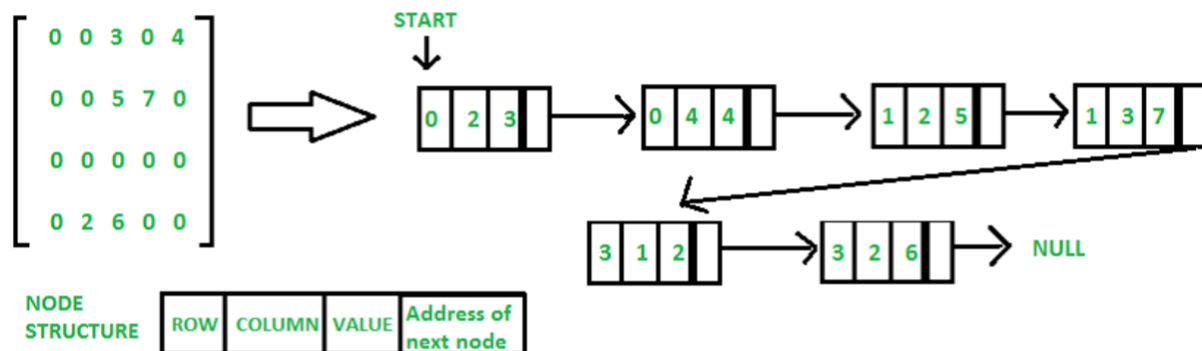 START
0 0 3 0 4
0 0 5 7 0
0 0 0 0 0
0 2 6 0 0
0 2 3
0 4 4
1 2 5
1 3 7
3 1 2
3 2 6
NULL
NODE
STRUCTURE
ROW
COLUMN
VALUE
Address of
next node